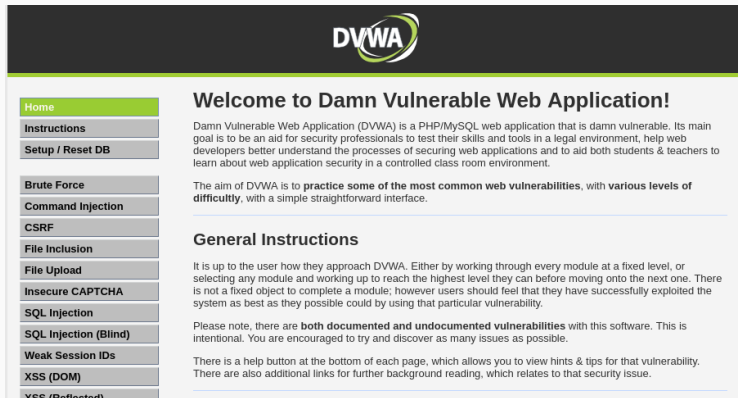 DVWA
Home
Instructions
Setup / Reset DB
Brute Force
Command Injection
CSRF
File Inclusion
File Upload
Insecure CAPTCHA
SQL Injection
SQL Injection (Blind)
Weak Session IDs
XSS (DOM)
XSS (Reflected)
Welcome to Damn Vulnerable Web Application!
Damn Vulnerable Web Application (DVWA) is a PHP/MySQL web application that is damn vulnerable. Its main
goal is to be an aid for security professionals to test their skills and tools in a legal environment, help web
developers better understand the processes of securing web applications and to aid both students & teachers to
learn about web application security in a controlled class room environment.
The aim of DVWA is to practice some of the most common web vulnerabilities, with various levels of
difficultly, with a simple straightforward interface.
General Instructions
It is up to the user how they approach DVWA. Either by working through every module at a fixed level, or
selecting any module and working up to reach the highest level they can before moving onto the next one. There
is not a fixed object to complete a module; however users should feel that they have successfully exploited the
system as best as they possible could by using that particular vulnerability.
Please note, there are both documented and undocumented vulnerabilities with this software. This is
intentional. You are encouraged to try and discover as many issues as possible.
There is a help button at the bottom of each page, which allows you to view hints & tips for that vulnerability.
There are also additional links for further background reading, which relates to that security issue.